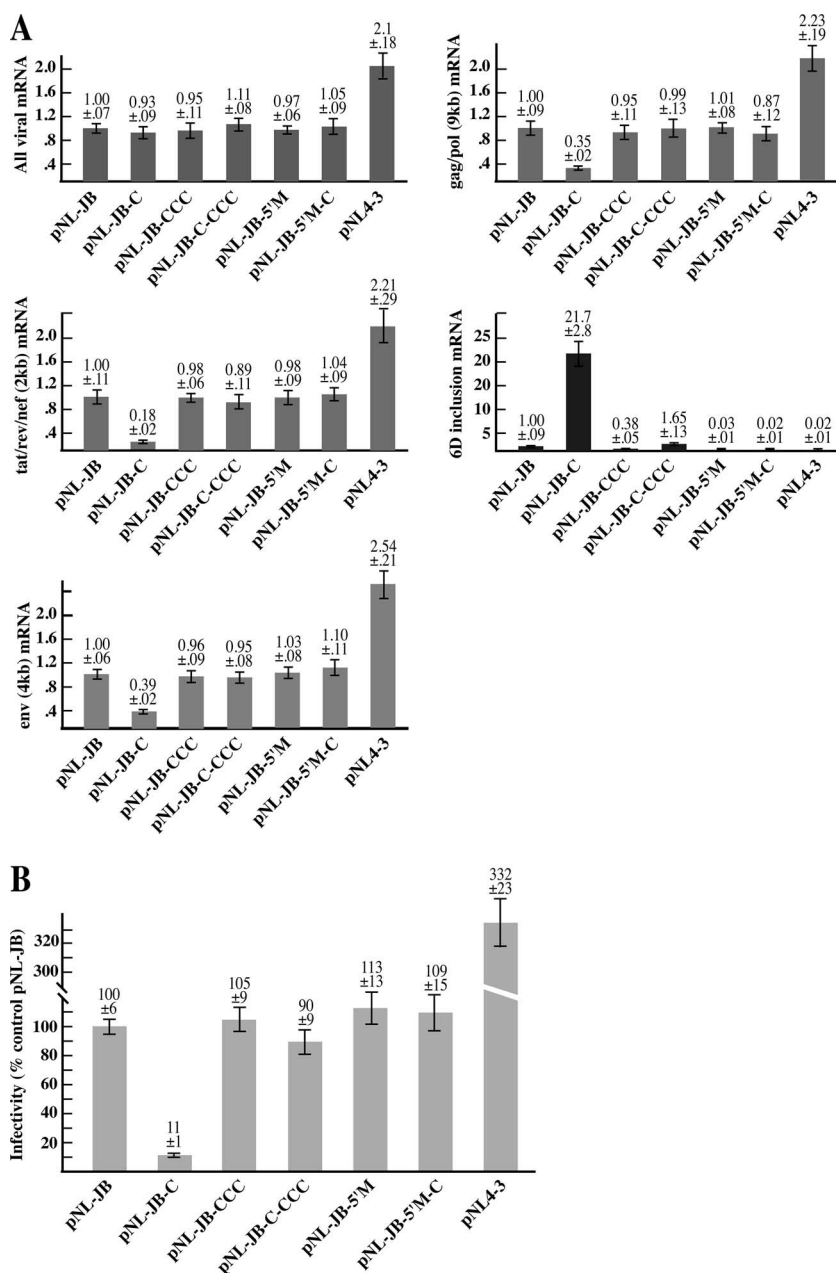 A
All viral mRNA
2.0
1.2
.8
.4
1.00
±.07
0.93
±.09
0.95
±.11
1.11
±.08
0.97
±.06
1.05
±.09
2.1
±.18
pNL-JB
pNL-JB-C
pNL-JB-CCC
pNL-JB-C-CCC
pNL-JB-5'M
pNL-JB-5'M-C
pNL4-3
gag/pol (9kb) mRNA
2.0
1.2
.8
.4
1.00
±.09
0.35
±.02
0.95
±.11
0.99
±.13
1.01
±.08
0.87
±.12
2.23
±.19
pNL-JB
pNL-JB-C
pNL-JB-CCC
pNL-JB-C-CCC
pNL-JB-5'M
pNL-JB-5'M-C
pNL4-3
tat/rev/nef (2kb) mRNA
2.0
1.2
.8
.4
1.00
±.11
0.18
±.02
0.98
±.06
0.89
±.11
0.98
±.09
1.04
±.09
2.21
±.29
pNL-JB
pNL-JB-C
pNL-JB-CCC
pNL-JB-C-CCC
pNL-JB-5'M
pNL-JB-5'M-C
pNL4-3
6D inclusion mRNA
25
20
20
10
5
1.00
±.09
21.7
±2.8
0.38
±.05
1.65
±.13
0.03
±.01
0.02
±.01
0.02
±.01
pNL-JB
pNL-JB-C
pNL-JB-CCC
pNL-JB-C-CCC
pNL-JB-5'M
pNL-JB-5'M-C
pNL4-3
env (4kb) mRNA
2.0
1.2
.8
.4
1.00
±.06
0.39
±.02
0.96
±.09
0.95
±.08
1.03
±.08
1.10
±.11
2.54
±.21
pNL-JB
pNL-JB-C
pNL-JB-CCC
pNL-JB-C-CCC
pNL-JB-5'M
pNL-JB-5'M-C
pNL4-3
B
Infectivity (% control pNL-JB)
320
300
100
80
60
40
20
100
±6
11
±1
105
±9
90
±9
113
±13
109
±15
332
±23
pNL-JB
pNL-JB-C
pNL-JB-CCC
pNL-JB-C-CCC
pNL-JB-5'M
pNL-JB-5'M-C
pNL4-3